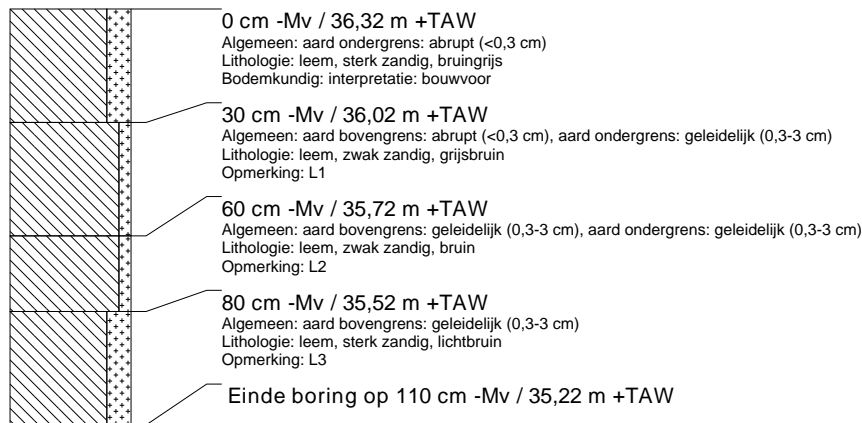 0 cm -Mv / 36,32 m +TAW
Algemeen: aard ondergrens: abrupt (<0,3 cm)
Lithologie: leem, sterk zandig, bruingrijs
Bodemkundig: interpretatie: bouwvoor
30 cm -Mv / 36,02 m +TAW
Algemeen: aard bovengrens: abrupt (<0,3 cm), aard ondergrens: geleidelijk (0,3-3 cm)
Lithologie: leem, zwak zandig, grijsbruin
Opmerking: L1
60 cm -Mv / 35,72 m +TAW
Algemeen: aard bovengrens: geleidelijk (0,3-3 cm), aard ondergrens: geleidelijk (0,3-3 cm)
Lithologie: leem, zwak zandig, bruin
Opmerking: L2
80 cm -Mv / 35,52 m +TAW
Algemeen: aard bovengrens: geleidelijk (0,3-3 cm)
Lithologie: leem, sterk zandig, lichtbruin
Opmerking: L3
Einde boring op 110 cm -Mv / 35,22 m +TAW